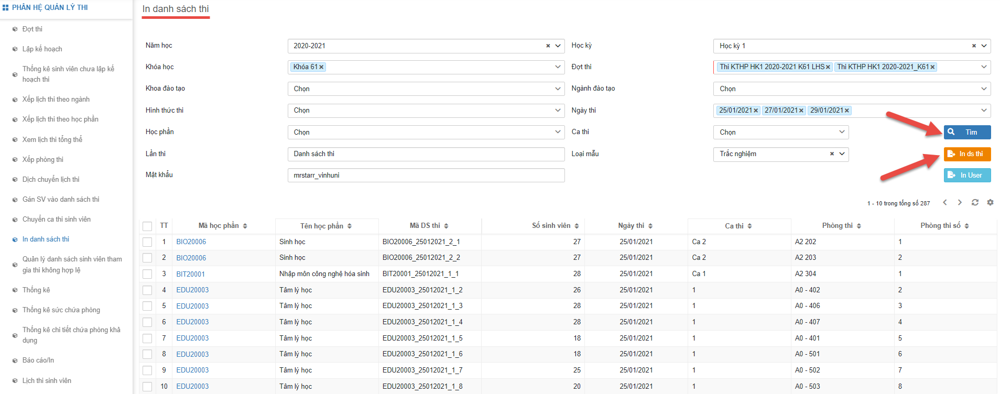 PHÂN HỆ QUẢN LÝ THI
Đợt thi
Lập kế hoạch
Thống kê sinh viên chưa lập kế
hoạch thi
Xếp lịch thi theo ngành
Xếp lịch thi theo học phần
Xem lịch thi tổng thể
Xếp phòng thi
Dịch chuyển lịch thi
Gán SV vào danh sách thi
Chuyển ca thi sinh viên
In danh sách thi
Quản lý danh sách sinh viên tham
gia thi không hợp lệ
Thống kê
Thống kê sức chứa phòng
Thống kê chi tiết chứa phòng khả
dụng
Báo cáo/In
Lịch thi sinh viên
In danh sách thi
Năm học 2020-2021 Học kỳ Học kỳ 1
Khóa học Khóa 61 Đợt thi Thi KTHP HK1 2020-2021 K61 LHS Thi KTHP HK1 2020-2021_K61
Khoa đào tạo Chọn Ngành đào tạo Chọn
Hình thức thi Chọn Ngày thi 25/01/2021 27/01/2021 29/01/2021
Học phần Chọn Ca thi Chọn Tìm
Lần thi Danh sách thi Loại mẫu Trắc nghiệm In ds thi
Mật khẩu mrstarr_vinhuni In User
1 - 10 trong tổng số 287
TT Mã học phần Tên học phần Mã DS thi Số sinh viên Ngày thi Ca thi Phòng thi Phòng thi số
1 BIO20006 Sinh học BIO20006_25012021_2_1 27 25/01/2021 Ca 2 A2 202 1
2 BIO20006 Sinh học BIO20006_25012021_2_2 27 25/01/2021 Ca 2 A2 203 2
3 BIT20001 Nhập môn công nghệ hóa sinh BIT20001_25012021_1_1 28 25/01/2021 Ca 1 A2 304 1
4 EDU20003 Tâm lý học EDU20003_25012021_1_2 26 25/01/2021 1 A0 - 402 2
5 EDU20003 Tâm lý học EDU20003_25012021_1_3 28 25/01/2021 1 A0 - 406 3
6 EDU20003 Tâm lý học EDU20003_25012021_1_4 28 25/01/2021 1 A0 - 407 4
7 EDU20003 Tâm lý học EDU20003_25012021_1_5 18 25/01/2021 1 A0 - 401 5
8 EDU20003 Tâm lý học EDU20003_25012021_1_6 18 25/01/2021 1 A0 - 501 6
9 EDU20003 Tâm lý học EDU20003_25012021_1_7 25 25/01/2021 1 A0 - 502 7
10 EDU20003 Tâm lý học EDU20003_25012021_1_8 20 25/01/2021 1 A0 - 503 8